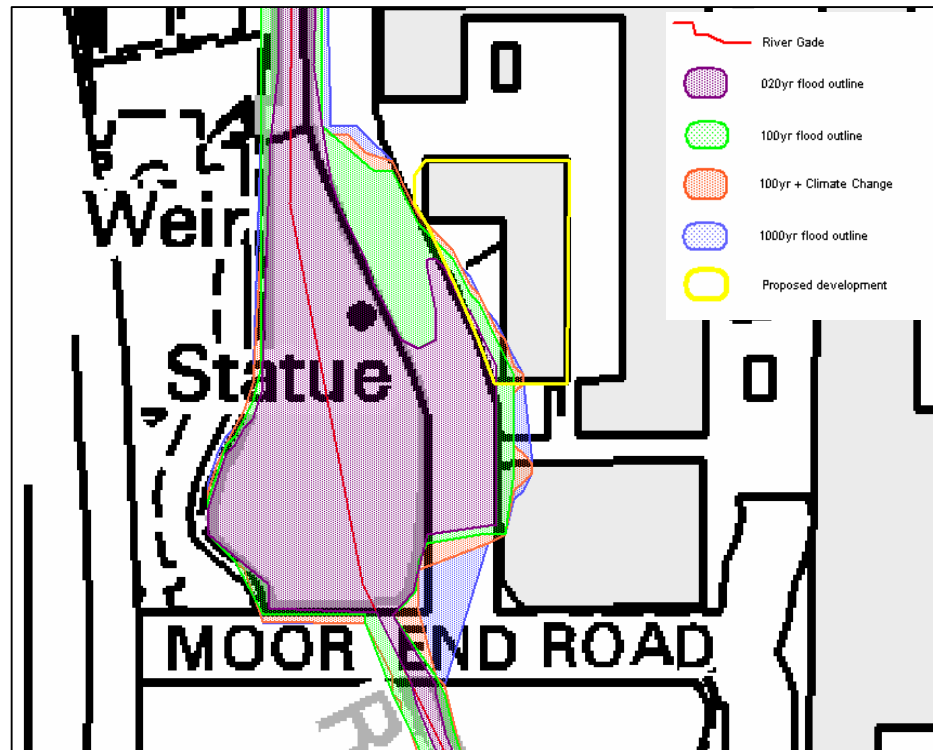 River Gade
020yr flood outline
100yr flood outline
100yr + Climate Change
1000yr flood outline
Proposed development
Weir
Statue
MOOR END ROAD
R